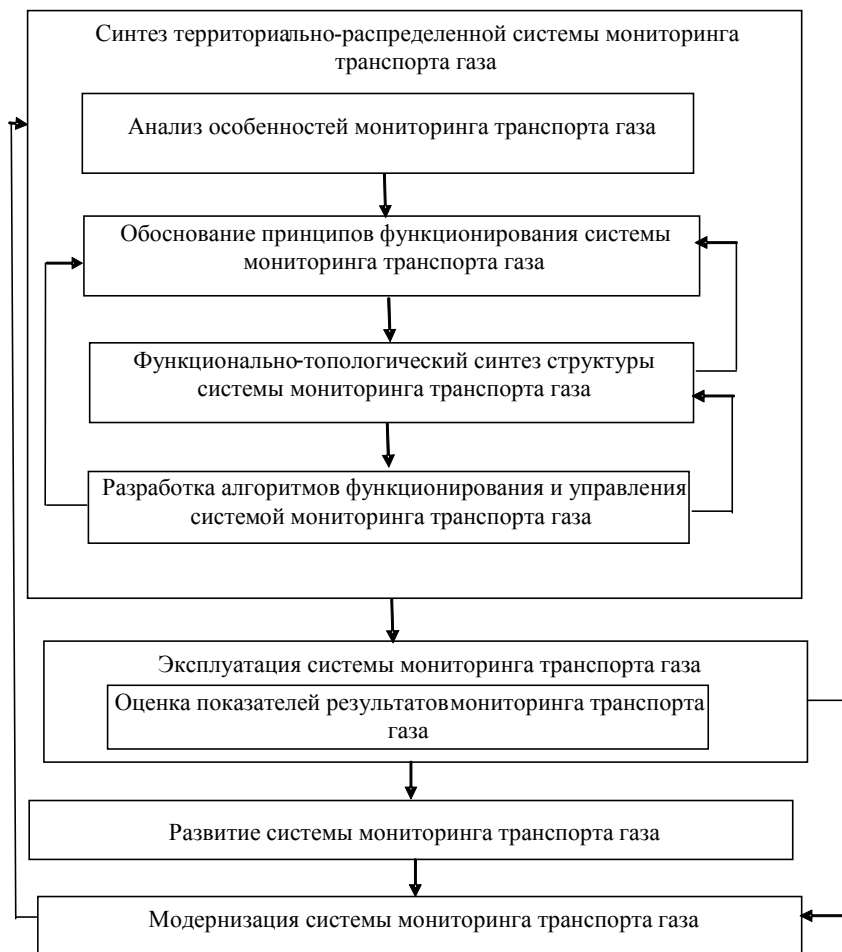 Синтез территориально-распределенной системы мониторинга
транспорта газа
Анализ особенностей мониторинга транспорта газа
Обоснование принципов функционирования системы
мониторинга транспорта газа
Функционально-топологический синтез структуры
системы мониторинга транспорта газа
Разработка алгоритмов функционирования и управления
системой мониторинга транспорта газа
Эксплуатация системы мониторинга транспорта газа
Оценка показателей результатовмониторинга транспорта
газа
Развитие системы мониторинга транспорта газа
Модернизация системы мониторинга транспорта газа